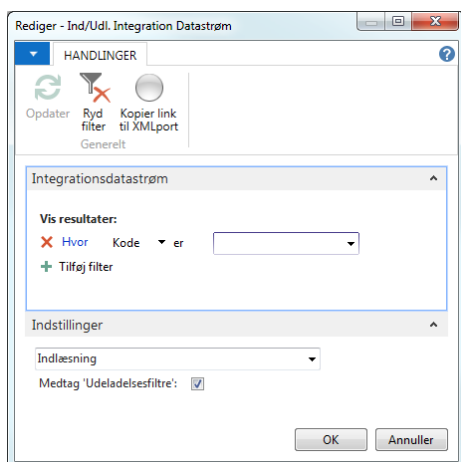 Rediger - Ind/Udl. Integration Datastrøm
HANDLINGER
Opdater Ryd filter Kopier link til XMLport
Generelt
Integrationsdatastrøm
Vis resultater:
Hvor Kode er
Tilføj filter
Indstillinger
Indlæsning
Medtag 'Udeladelsesfiltre':
OK Annuller